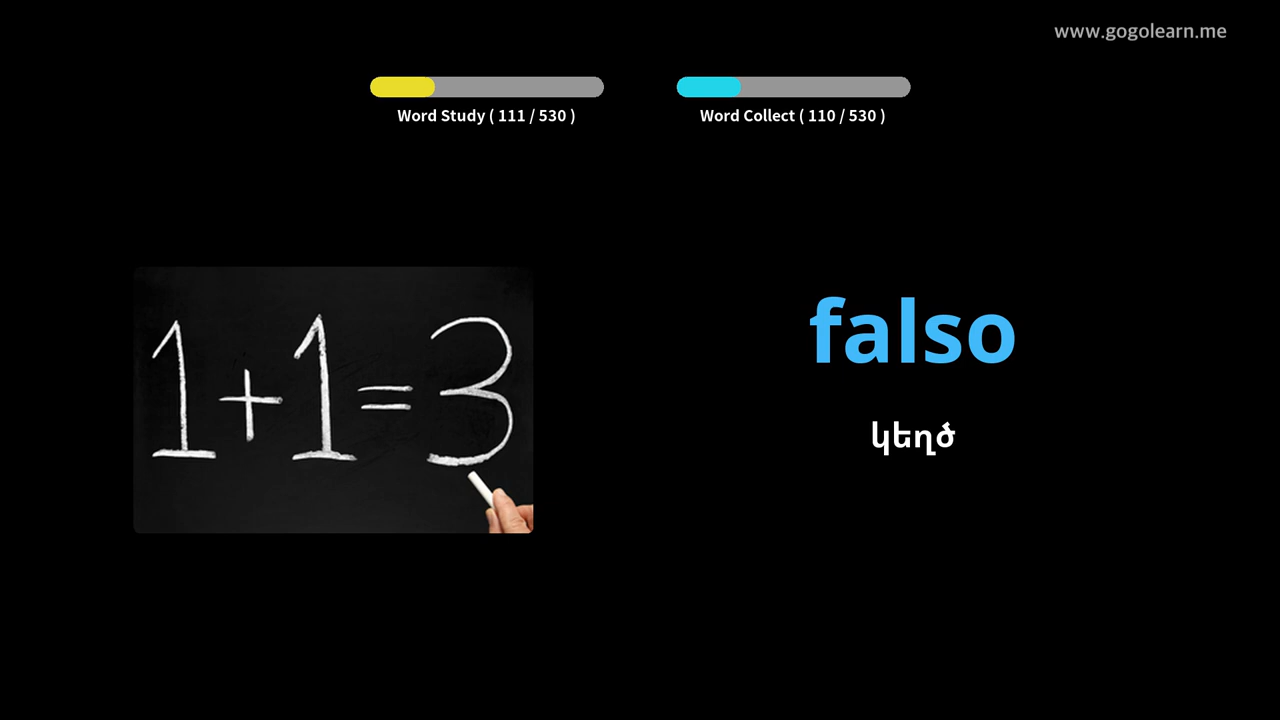 www.gogolearn.me
Word Study ( 111 / 530 )
Word Collect ( 110 / 530 )
1+1=3
falso
կեղծ